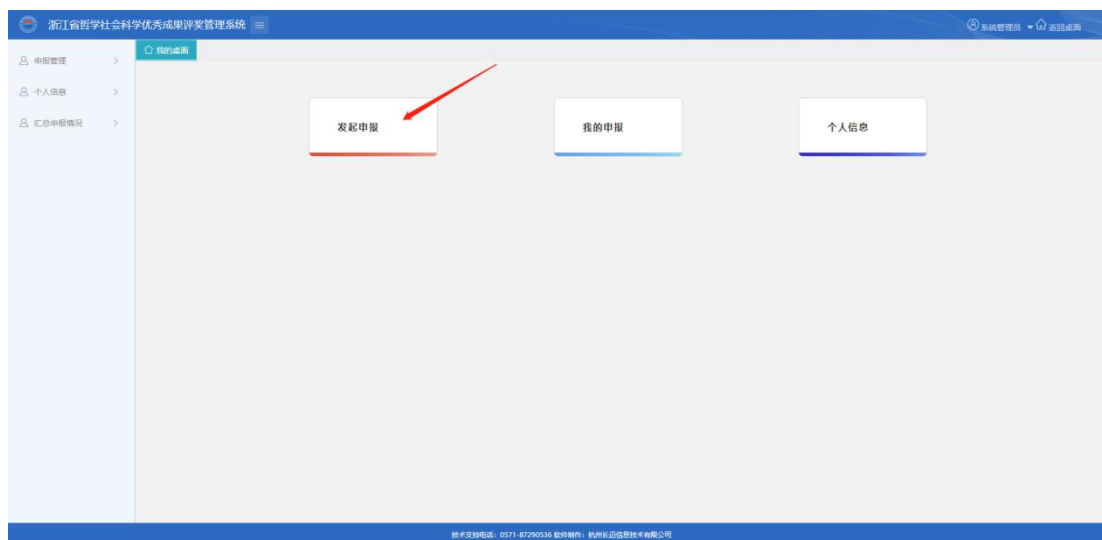 浙江省哲学社会科学优秀成果评奖管理系统
系统管理员 返回桌面
申报管理
个人信息
汇总申报情况
我的桌面
发起申报
我的申报
个人信息
技术支持电话：0571-87290536 软件制作：杭州长迈信息技术有限公司